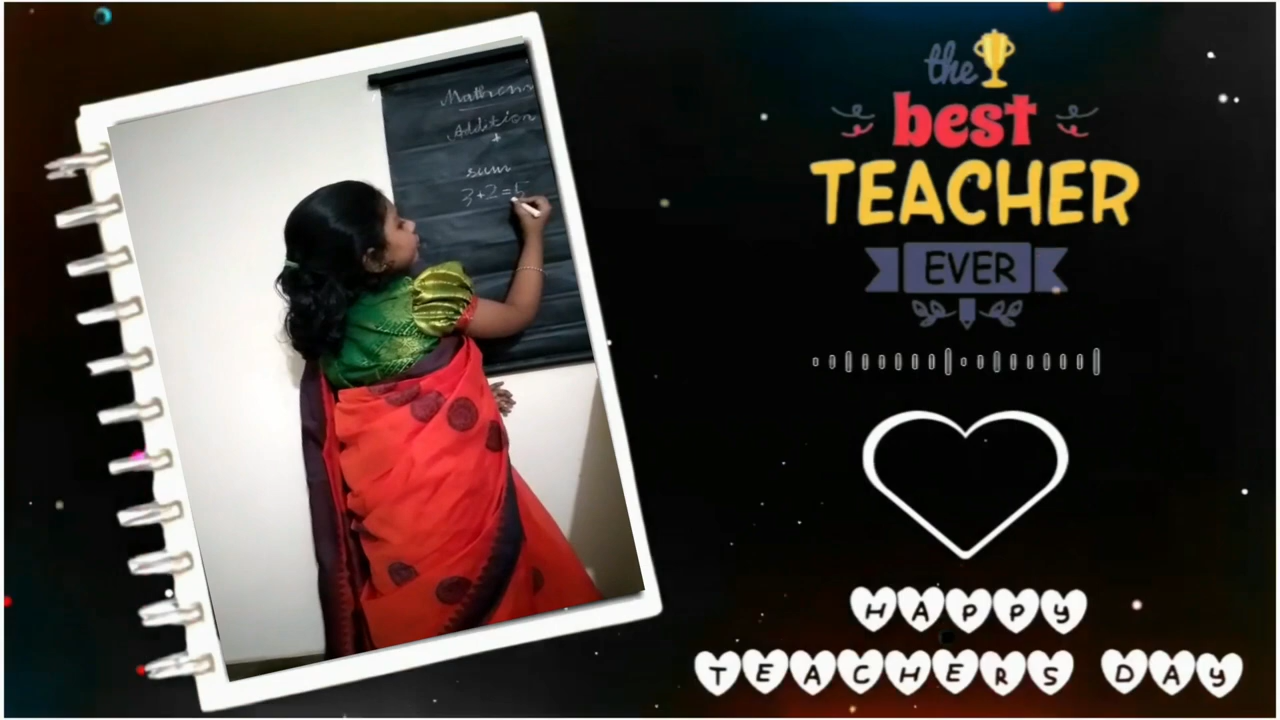 Mathem
Addition
+
sum
3+2=5
the
best
TEACHER
EVER
HAPPY
TEACHERS DAY